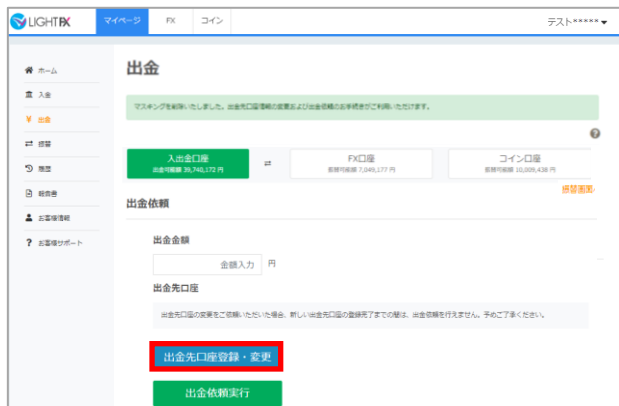 LIGHT FX
マイページ
FX
コイン
テスト*****
ホーム
入金
出金
振替
履歴
報告書
お客様情報
お客様サポート
出金
マスキングを解除いたしました。出金先口座情報の変更および出金依頼のお手続きがご利用いただけます。
入出金口座
出金可能額 39,740,172 円
FX口座
振替可能額 7,049,177 円
コイン口座
振替可能額 10,009,438 円
振替画面
出金依頼
出金金額
金額入力 円
出金先口座
出金先口座の変更をご依頼いただいた場合、新しい出金先口座の登録完了までの間は、出金依頼を行えません。予めご了承ください。
出金先口座登録・変更
出金依頼実行